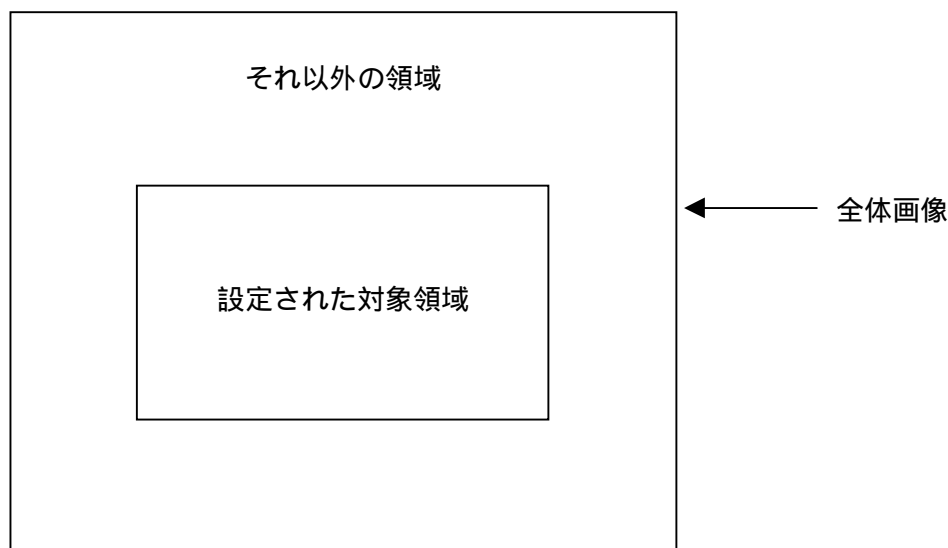 それ以外の領域
全体画像
設定された対象領域